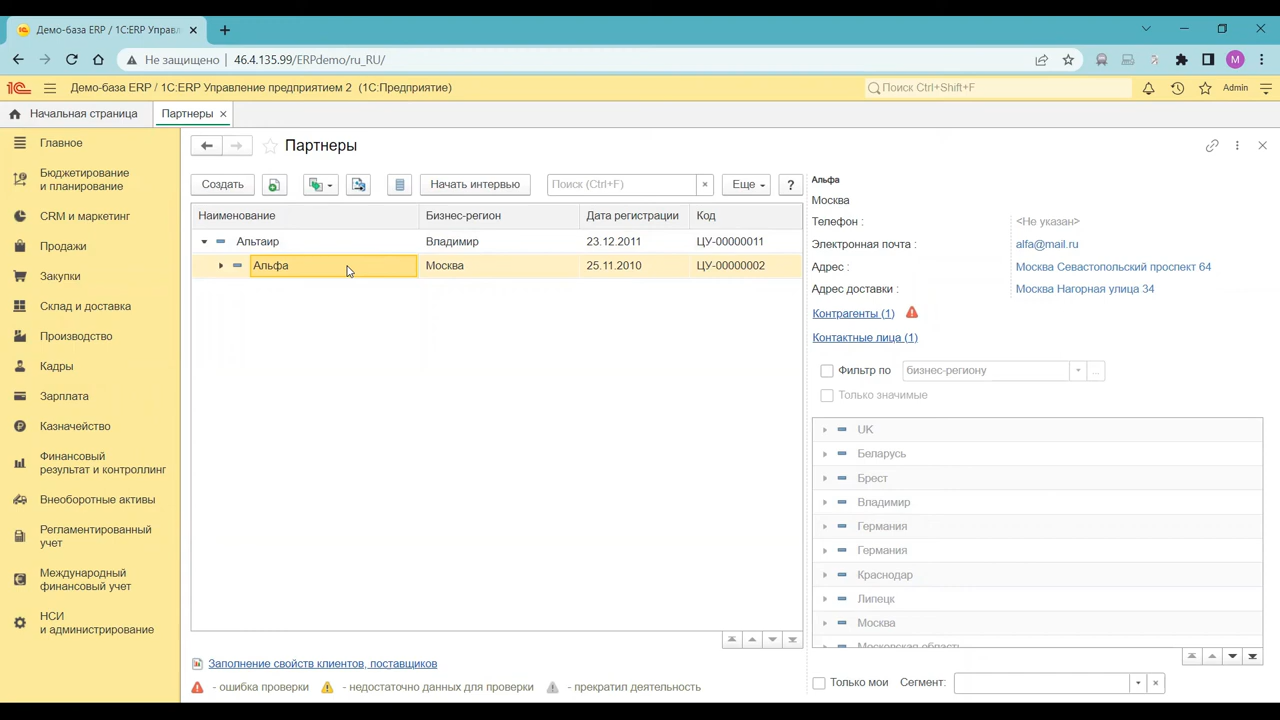 Демо-база ERP / 1С:ERP Управл
Не защищено 46.4.135.99/ERPdemo/ru_RU/
M
1С Демо-база ERP / 1С:ERP Управление предприятием 2 (1С:Предприятие) Поиск Ctrl+Shift+F Admin
Начальная страница Партнеры
Главное
Бюджетирование
и планирование
CRM и маркетинг
Продажи
Закупки
Склад и доставка
Производство
Кадры
Зарплата
Казначейство
Финансовый
результат и контроллинг
Внеоборотные активы
Регламентированный
учет
Международный
финансовый учет
НСИ
и администрирование
Партнеры
Создать Начать интервью Поиск (Ctrl+F) Еще ?
Наименование Бизнес-регион Дата регистрации Код
Альтаир Владимир 23.12.2011 ЦУ-00000011
Альфа Москва 25.11.2010 ЦУ-00000002
Заполнение свойств клиентов, поставщиков
- ошибка проверки - недостаточно данных для проверки - прекратил деятельность
Альфа
Москва
Телефон : <Не указан>
Электронная почта : alfa@mail.ru
Адрес : Москва Севастопольский проспект 64
Адрес доставки : Москва Нагорная улица 34
Контрагенты (1)
Контактные лица (1)
Фильтр по бизнес-региону ...
Только значимые
UK
Беларусь
Брест
Владимир
Германия
Германия
Краснодар
Липецк
Москва
Московская область
Только мои Сегмент: